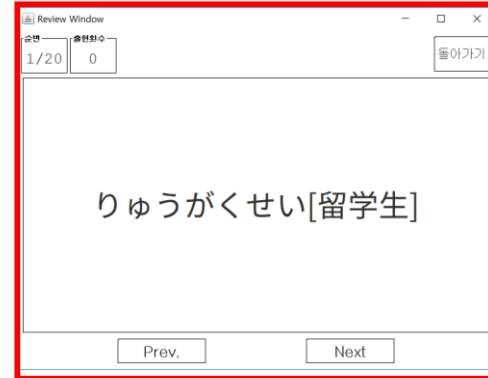 Review Window
순번
출현횟수
1/20
0
돌아가기
りゅうがくせい[留学生]
Prev.
Next